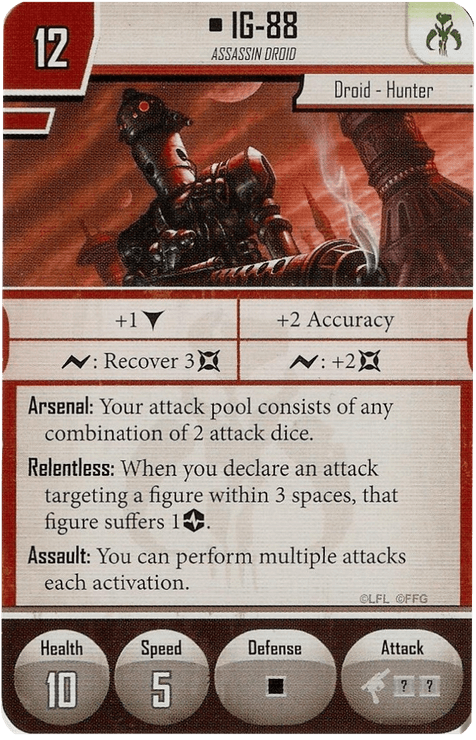 12
IG-88
ASSASSIN DROID
Droid - Hunter
+1
+2 Accuracy
: Recover 3
: +2
Arsenal: Your attack pool consists of any
combination of 2 attack dice.
Relentless: When you declare an attack
targeting a figure within 3 spaces, that
figure suffers 1.
Assault: You can perform multiple attacks
each activation.
©LFL ©FFG
Health
Speed
Defense
Attack
10
5
? ?